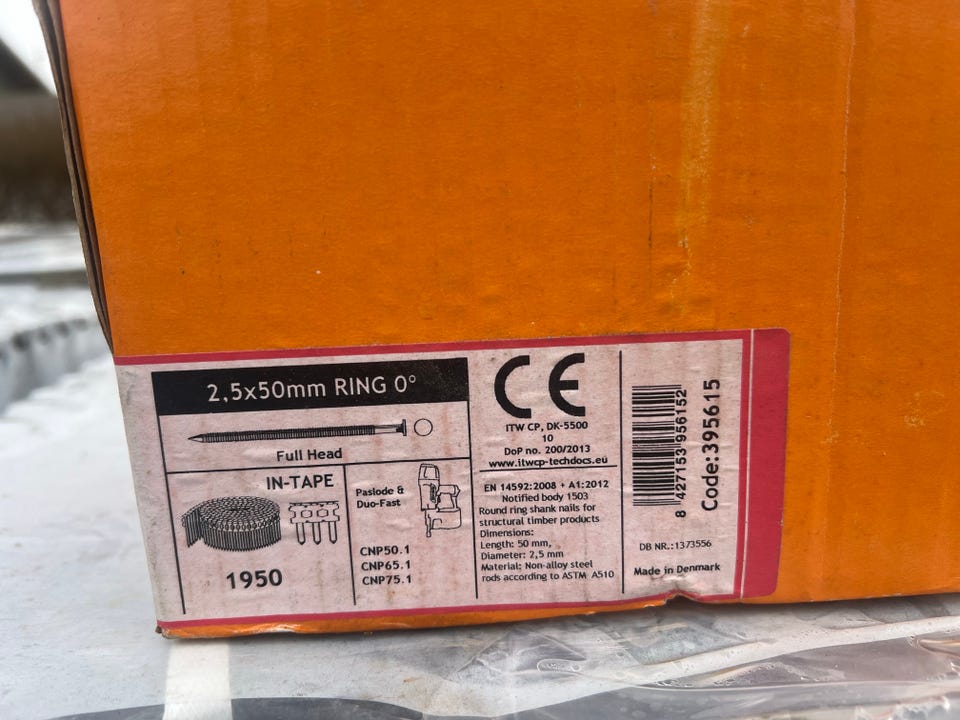 2,5x50mm RING 0°
Full Head
IN-TAPE
1950
Paslode &
Duo-Fast
CNP50.1
CNP65.1
CNP75.1
CE
ITW CP, DK-5500
10
DoP no. 200/2013
www.itwcp-techdocs.eu
EN 14592:2008 + A1:2012
Notified body 1503
Round ring shank nails for
structural timber products
Dimensions:
Length: 50 mm,
Diameter: 2,5 mm
Material: Non-alloy steel
rods according to ASTM A510
8 427153 956152
Code:395615
DB NR.:1373556
Made in Denmark